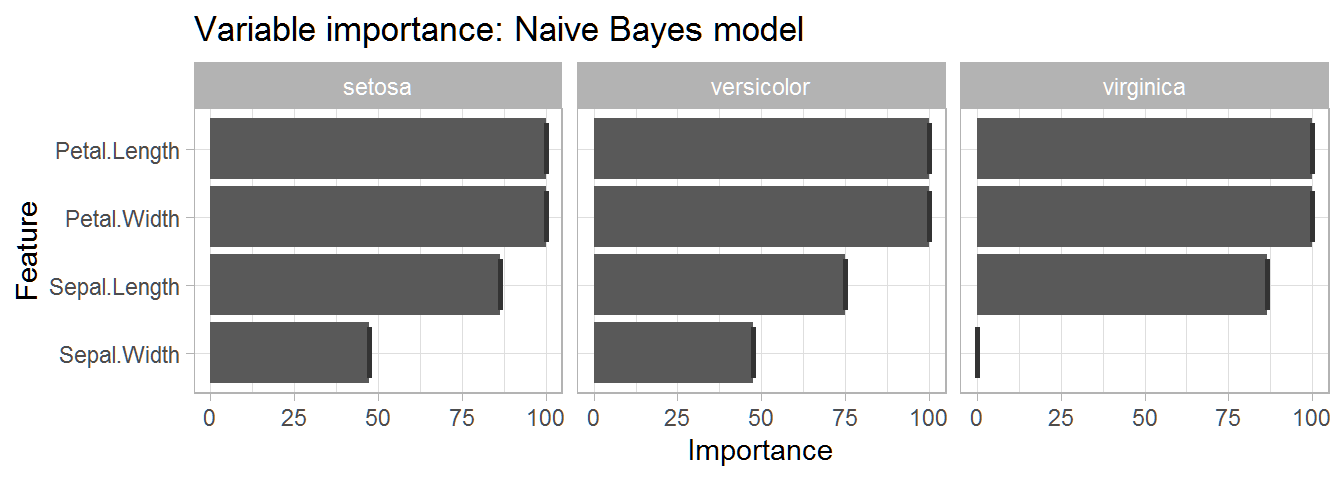 Variable importance: Naive Bayes model
setosa versicolor virginica
Petal.Length
Petal.Width
Sepal.Length
Sepal.Width
Feature
0 25 50 75 100 0 25 50 75 100 0 25 50 75 100
Importance